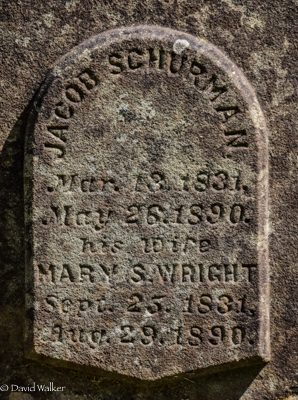 JACOB SCHURMAN.
Mar. 13. 1831.
May 26. 1890.
his wife
MARY S. WRIGHT
Sept. 25. 1831.
Aug. 29. 1890.
© David Walker